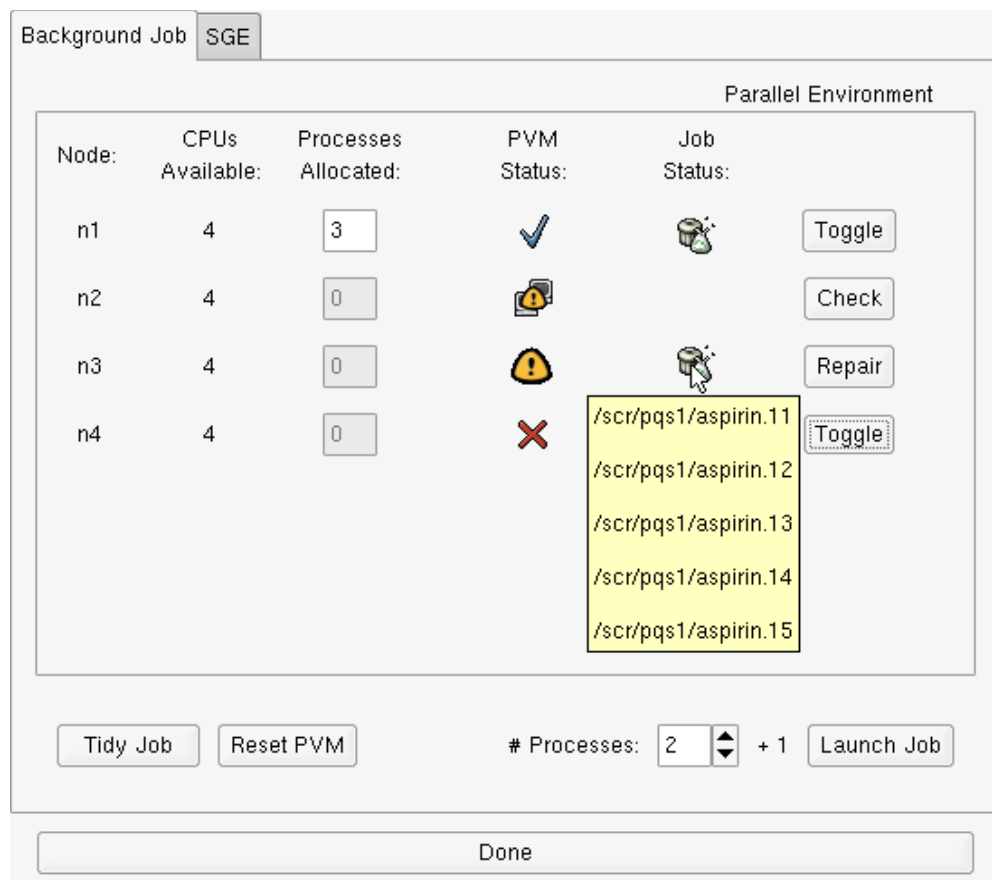 Background Job SGE
Parallel Environment
Node: CPUs Available: Processes Allocated: PVM Status: Job Status:
n1 4 3 Toggle
n2 4 0 Check
n3 4 0 Repair
n4 4 0 Toggle
/scr/pqs1/aspirin.11
/scr/pqs1/aspirin.12
/scr/pqs1/aspirin.13
/scr/pqs1/aspirin.14
/scr/pqs1/aspirin.15
Tidy Job Reset PVM # Processes: 2 + 1 Launch Job
Done